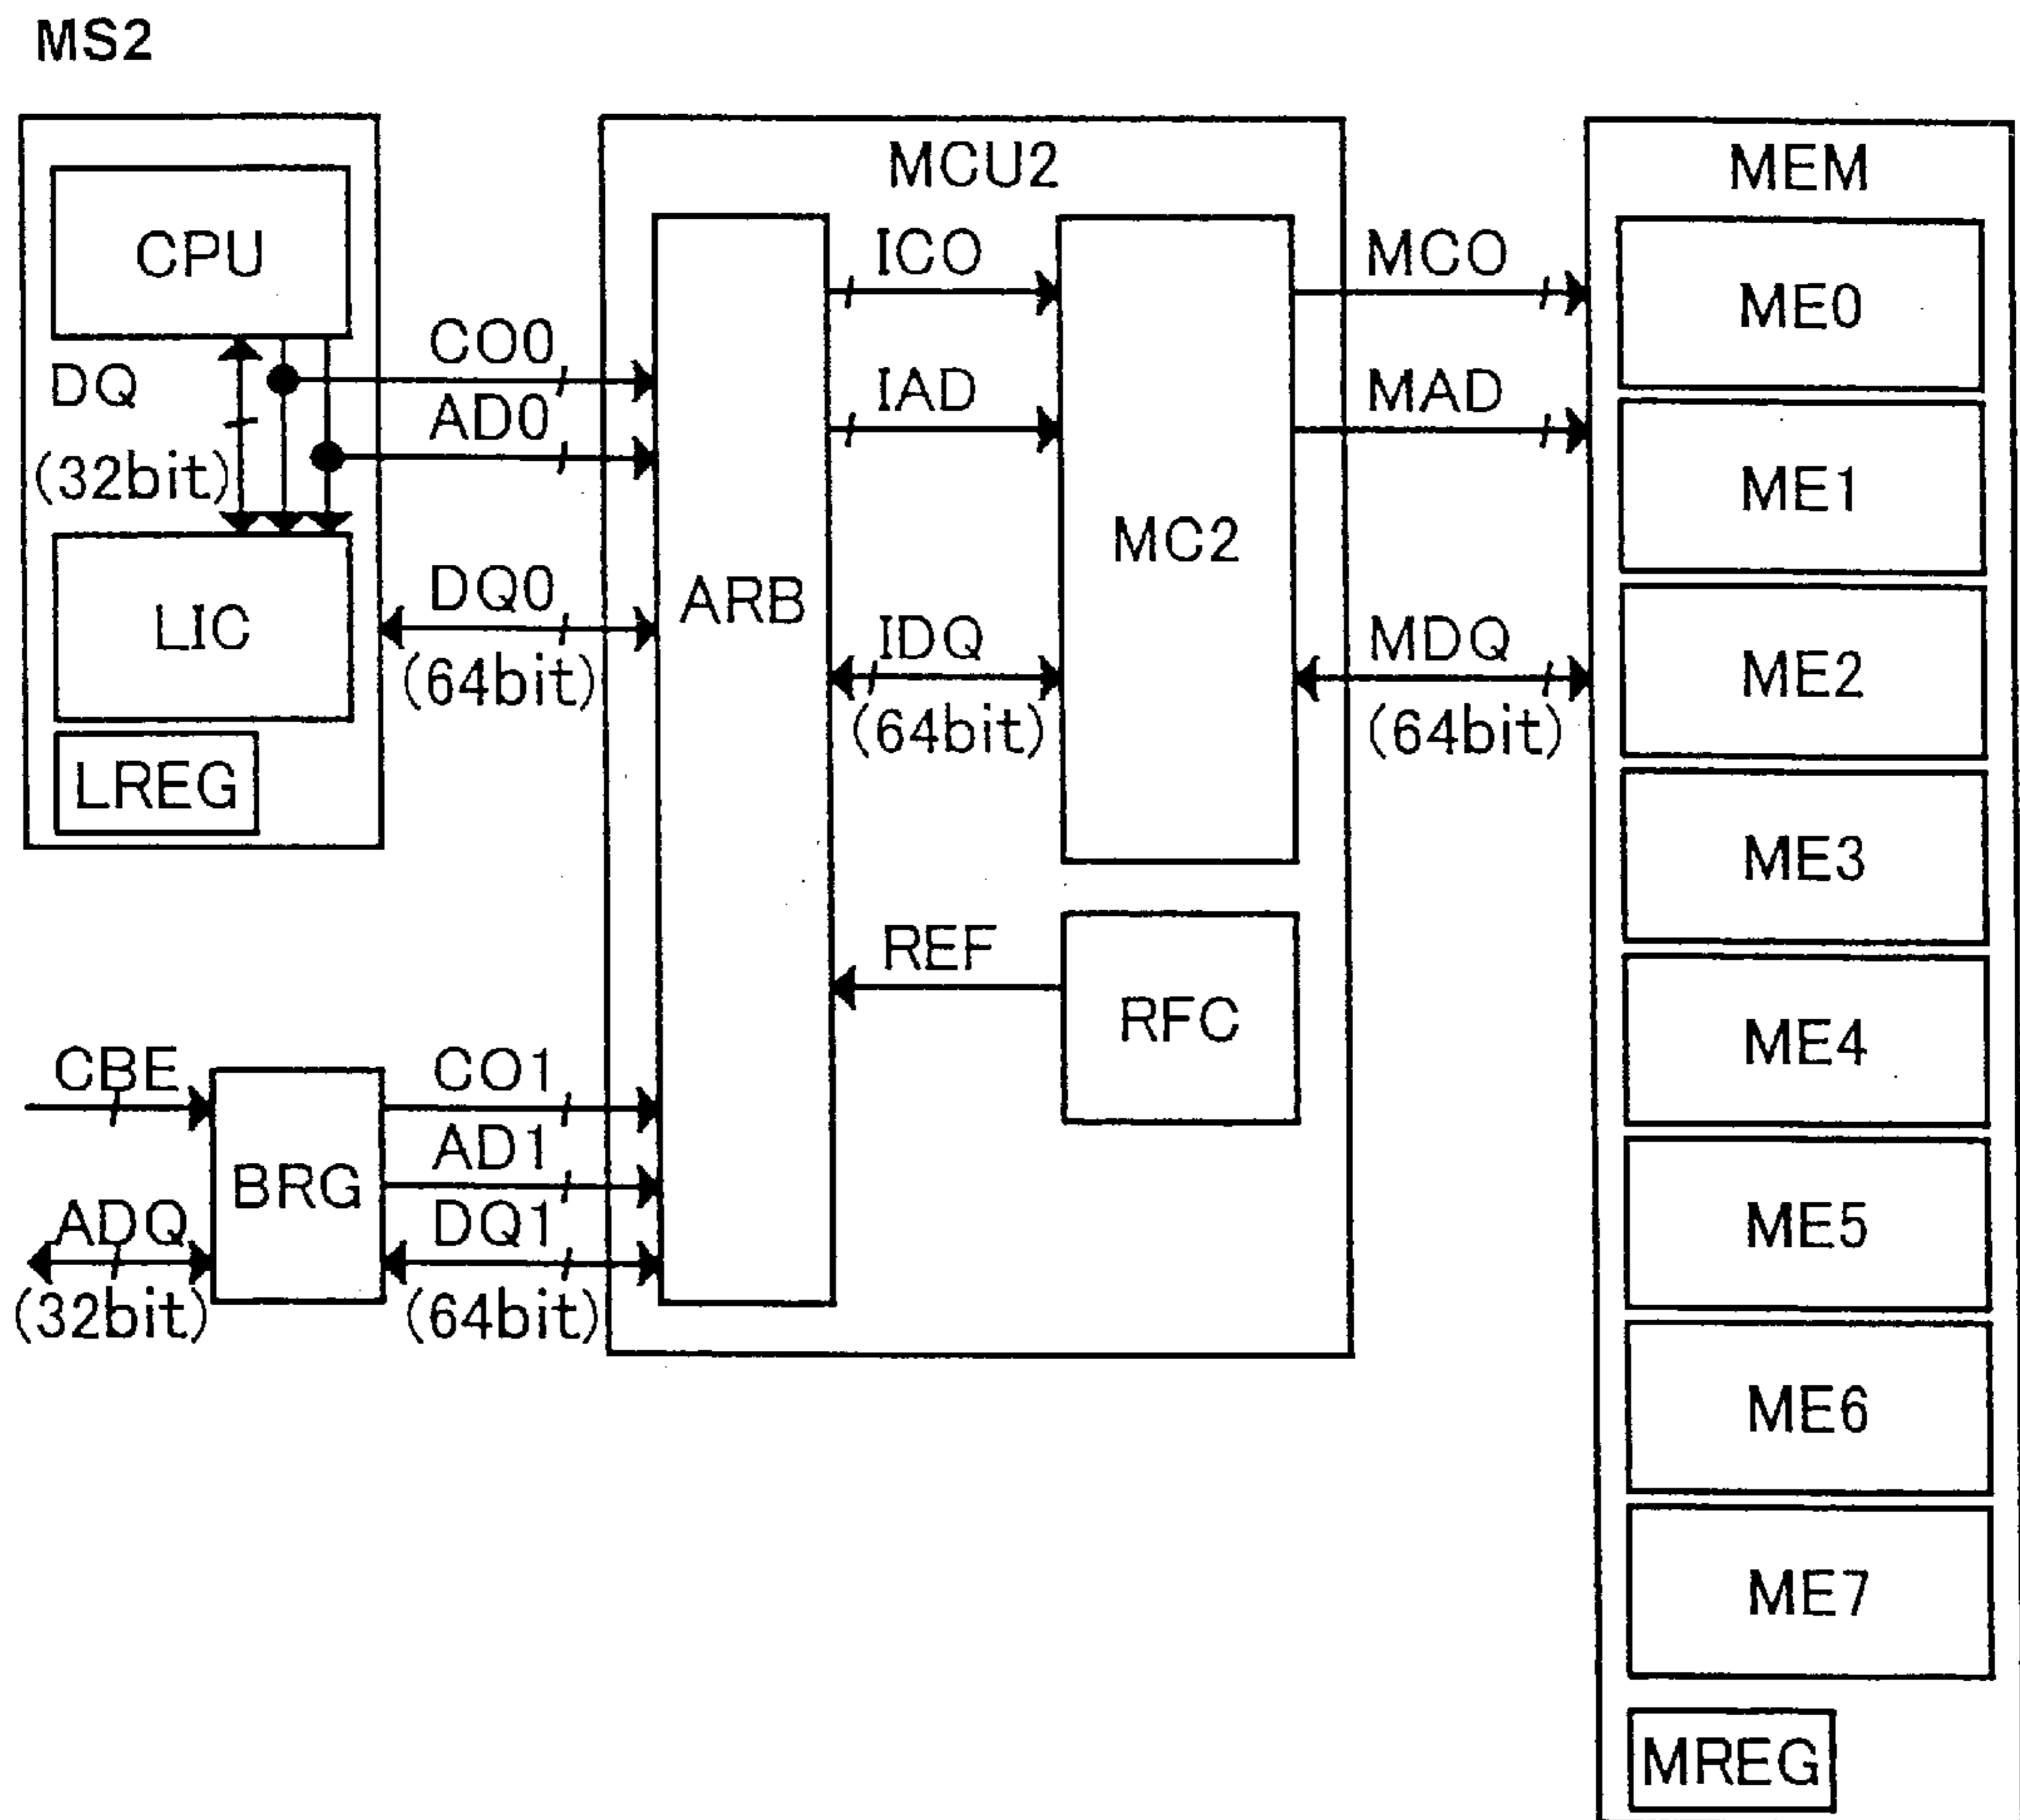 MS2
CPU
DQ
(32bit)
LIC
LREG
CO0
AD0
DQ0
(64bit)
CBE
ADQ
(32bit)
BRG
CO1
AD1
DQ1
(64bit)
MCU2
ARB
ICO
IAD
IDQ
(64bit)
MC2
REF
RFC
MCO
MAD
MDQ
(64bit)
MEM
ME0
ME1
ME2
ME3
ME4
ME5
ME6
ME7
MREG